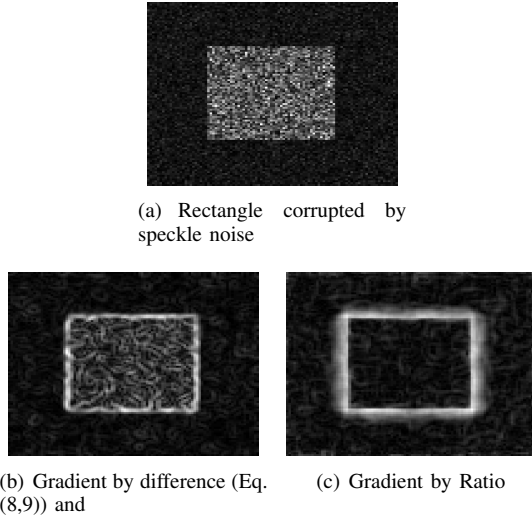 (a) Rectangle corrupted by
speckle noise
(b) Gradient by difference (Eq.
(8,9)) and
(c) Gradient by Ratio